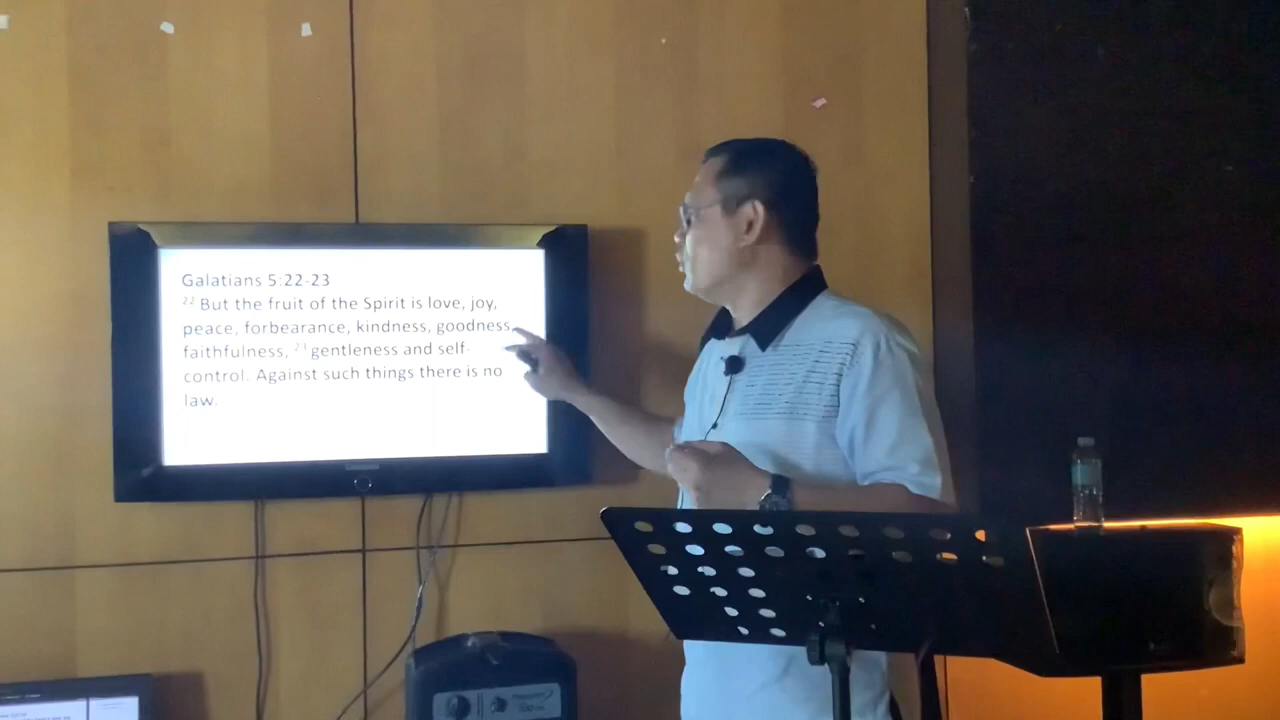 Galatians 5:22-23
²² But the fruit of the Spirit is love, joy,
peace, forbearance, kindness, goodness,
faithfulness, ²³ gentleness and self-
control. Against such things there is no
law.